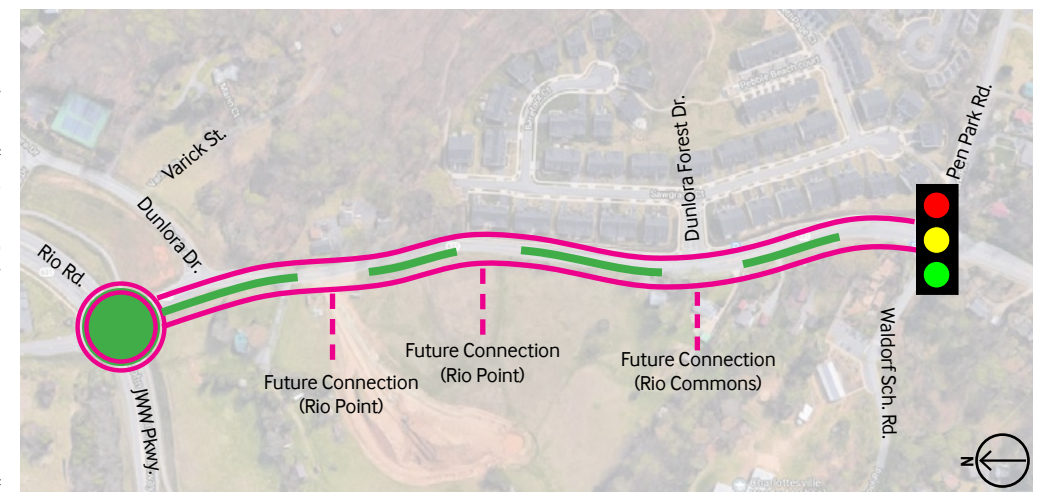 Rio Rd.
Dunlora Dr.
Varick St.
JWW Pkwy.
Future Connection
(Rio Point)
Future Connection
(Rio Point)
Dunlora Forest Dr.
Future Connection
(Rio Commons)
Pen Park Rd.
Waldorf Sch. Rd.
N
Charlottesville